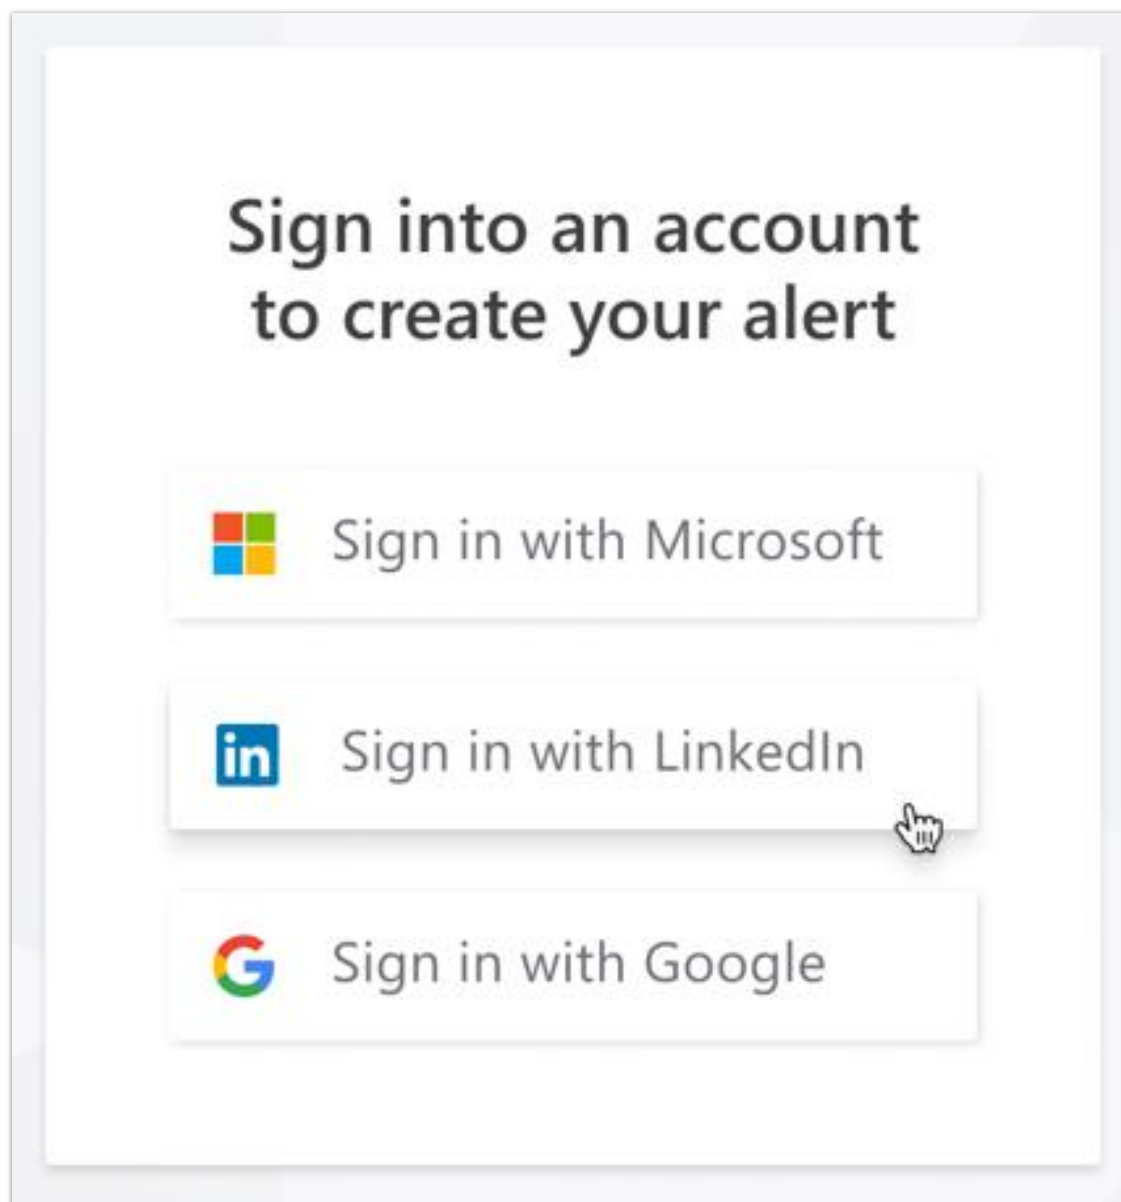 Sign into an account
to create your alert
Sign in with Microsoft
in Sign in with LinkedIn
Sign in with Google